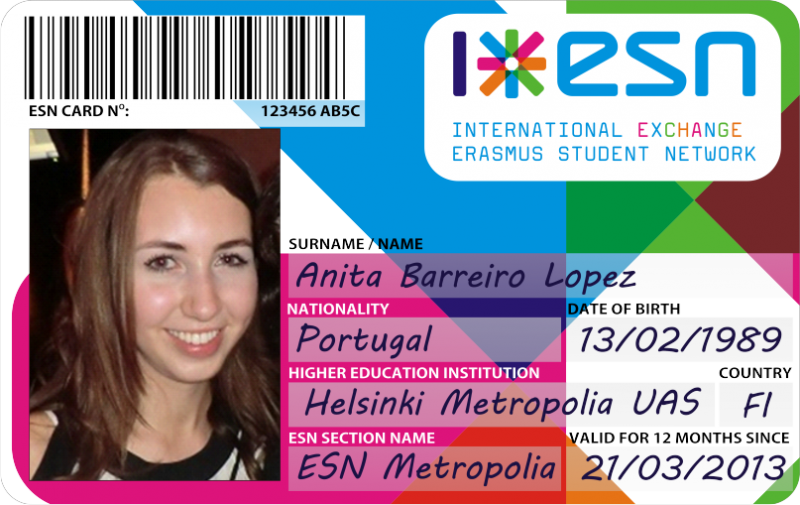 ESN CARD N°: 123456 AB5C
esn
INTERNATIONAL EXCHANGE
ERASMUS STUDENT NETWORK
SURNAME / NAME
Anita Barreiro Lopez
NATIONALITY DATE OF BIRTH
Portugal 13/02/1989
HIGHER EDUCATION INSTITUTION COUNTRY
Helsinki Metropolia UAS FI
ESN SECTION NAME VALID FOR 12 MONTHS SINCE
ESN Metropolia 21/03/2013